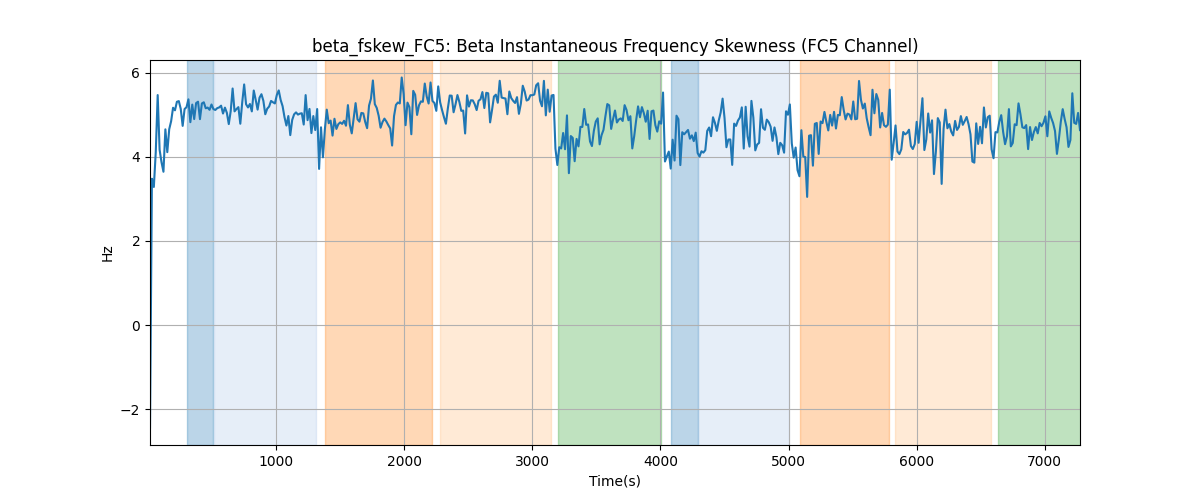 beta_fskew_FC5: Beta Instantaneous Frequency Skewness (FC5 Channel)
6
4
2
0
−2
Hz
1000 2000 3000 4000 5000 6000 7000
Time(s)